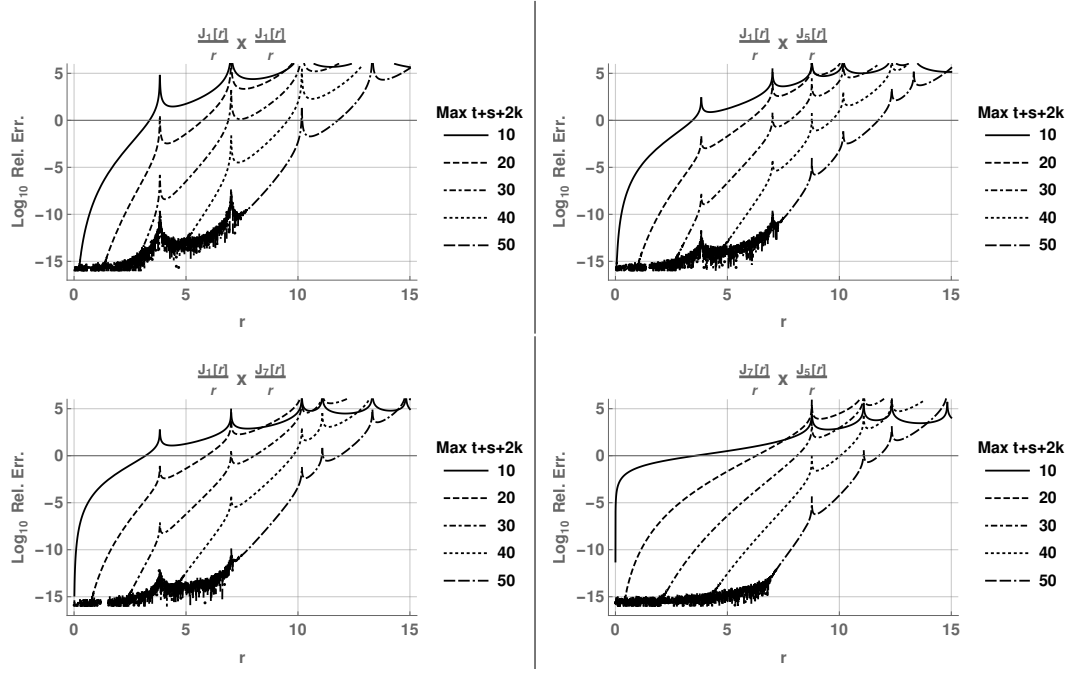 J₁[r]/r x J₁[r]/r
Log₁₀ Rel. Err.
5
0
−5
−10
−15
0 5 10 15
r
Max t+s+2k
10
20
30
40
50
J₁[r]/r x J₅[r]/r
Log₁₀ Rel. Err.
5
0
−5
−10
−15
0 5 10 15
r
Max t+s+2k
10
20
30
40
50
J₁[r]/r x J₇[r]/r
Log₁₀ Rel. Err.
5
0
−5
−10
−15
0 5 10 15
r
Max t+s+2k
10
20
30
40
50
J₇[r]/r x J₅[r]/r
Log₁₀ Rel. Err.
5
0
−5
−10
−15
0 5 10 15
r
Max t+s+2k
10
20
30
40
50